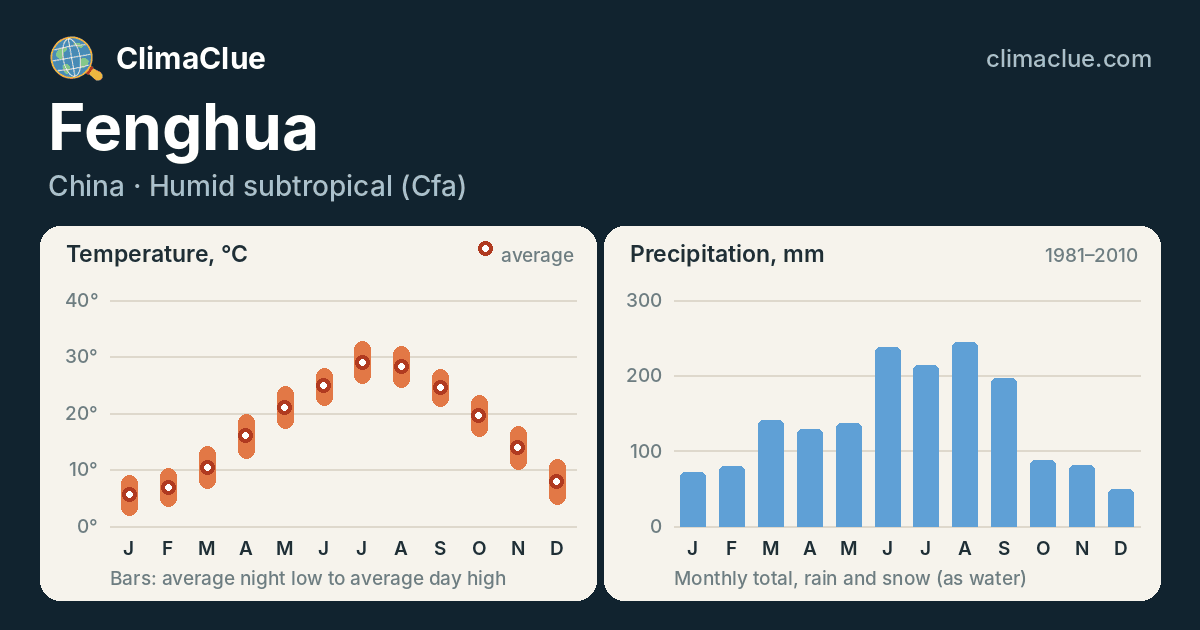 ClimaClue
climaclue.com
Fenghua
China · Humid subtropical (Cfa)
Temperature, °C
average
40°
30°
20°
10°
0°
J F M A M J J A S O N D
Bars: average night low to average day high
Precipitation, mm
1981–2010
300
200
100
0
J F M A M J J A S O N D
Monthly total, rain and snow (as water)